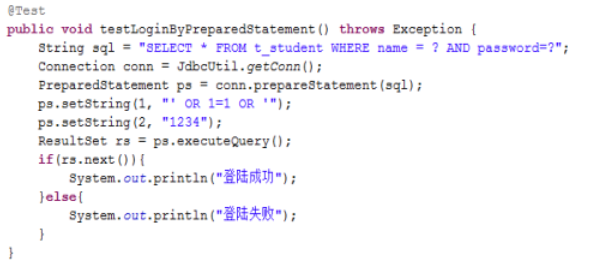 @Test
public void testLoginByPreparedStatement() throws Exception {
    String sql = "SELECT * FROM t_student WHERE name = ? AND password=?";
    Connection conn = JdbcUtil.getConn();
    PreparedStatement ps = conn.prepareStatement(sql);
    ps.setString(1, "' OR 1=1 OR '");
    ps.setString(2, "1234");
    ResultSet rs = ps.executeQuery();
    if(rs.next()){
        System.out.println("登陆成功");
    }else{
        System.out.println("登陆失败");
    }
}